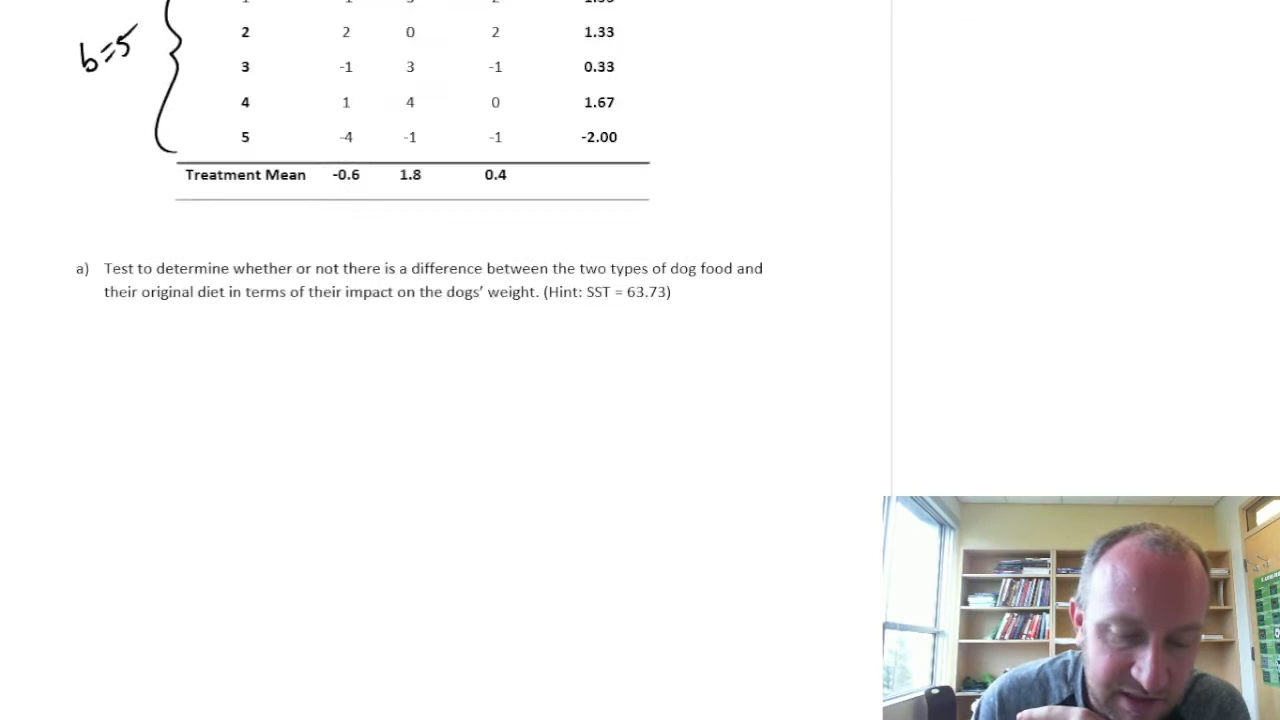 b=5
2 2 0 2 1.33
3 -1 3 -1 0.33
4 1 4 0 1.67
5 -4 -1 -1 -2.00
Treatment Mean -0.6 1.8 0.4
a) Test to determine whether or not there is a difference between the two types of dog food and
their original diet in terms of their impact on the dogs’ weight. (Hint: SST = 63.73)